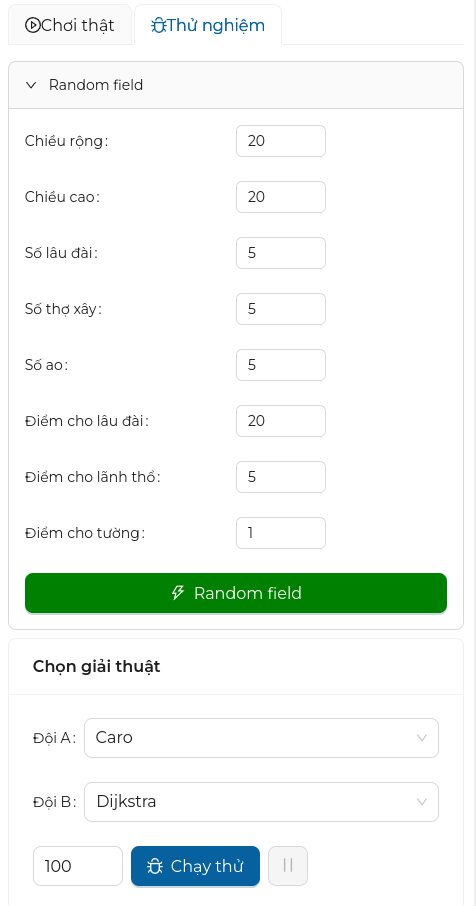 Chơi thật Thử nghiệm
Random field
Chiều rộng: 20
Chiều cao: 20
Số lâu đài: 5
Số thợ xây: 5
Số ao: 5
Điểm cho lâu đài: 20
Điểm cho lãnh thổ: 5
Điểm cho tường: 1
Random field
Chọn giải thuật
Đội A: Caro
Đội B: Dijkstra
100 Chạy thử